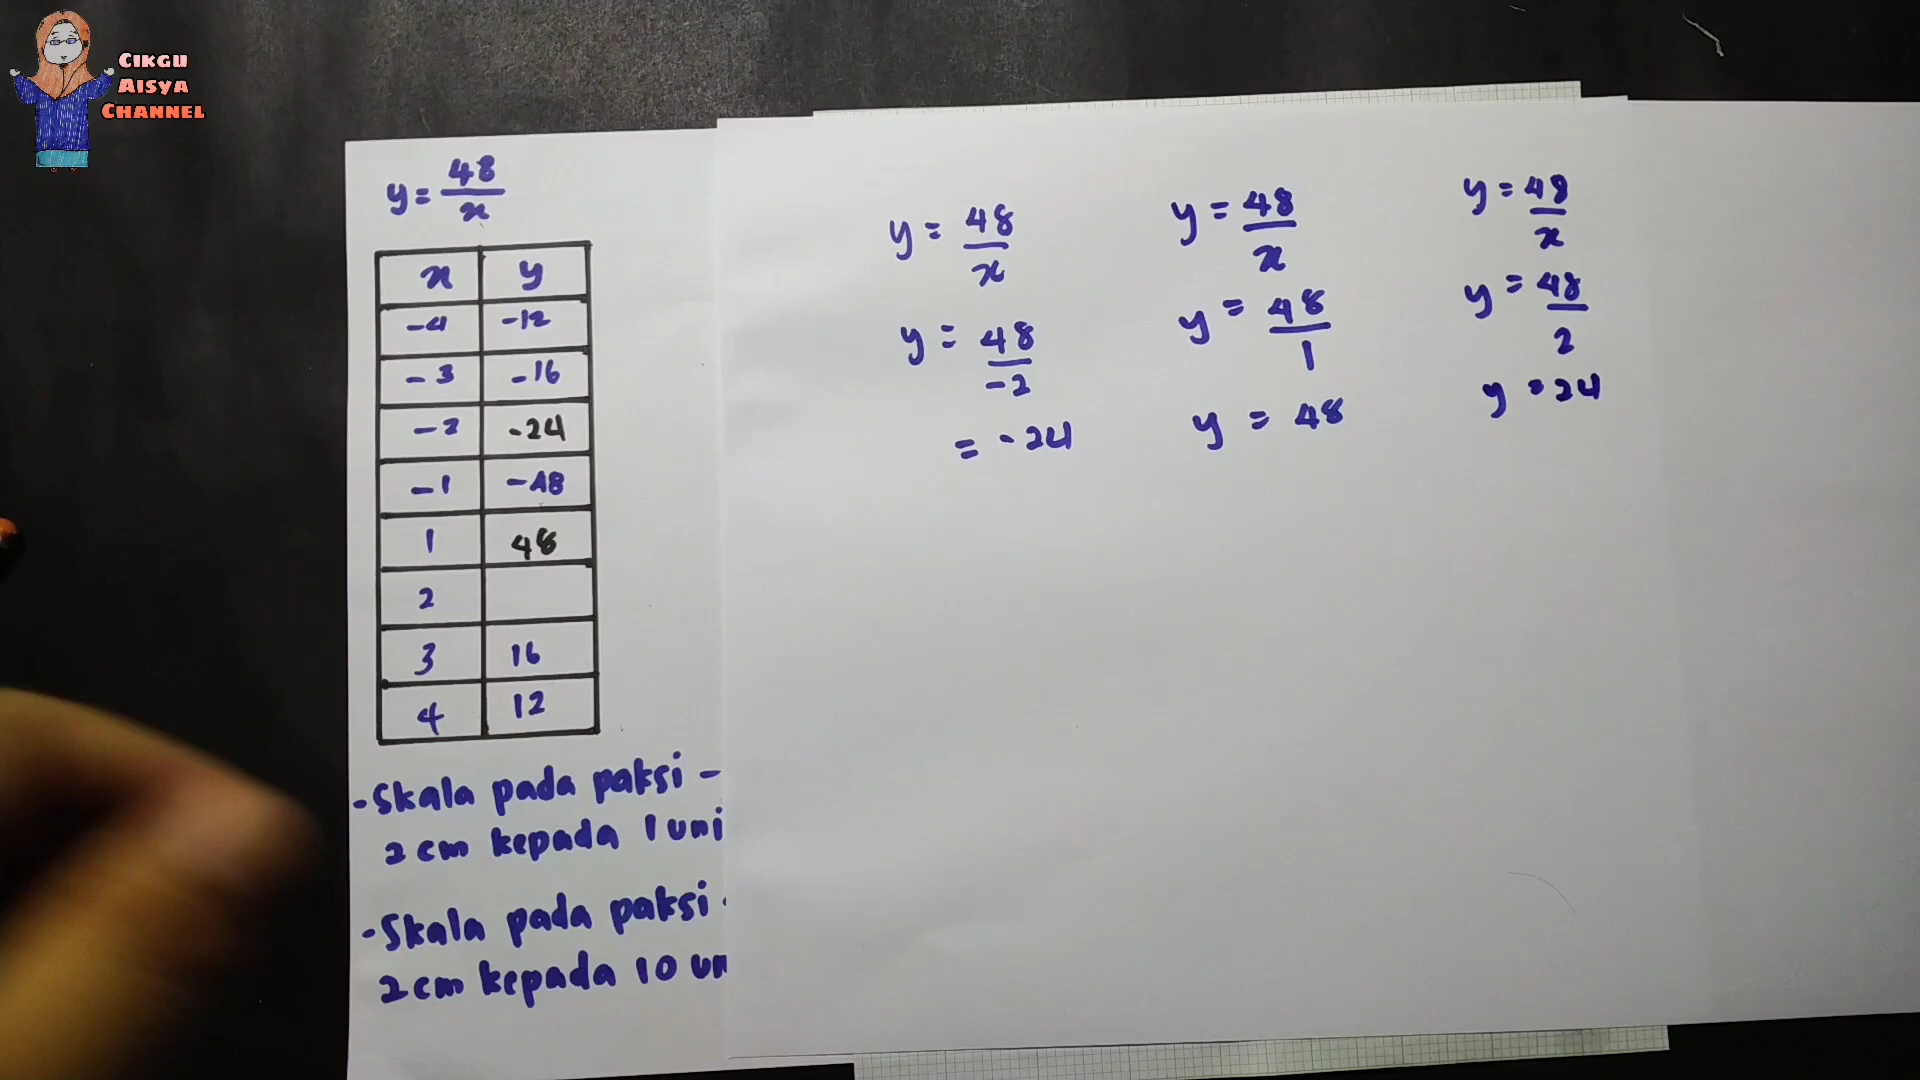 Cikgu
Aisya
Channel
y = 48/x
x y
-4 -12
-3 -16
-2 -24
-1 -48
1 48
2
3 16
4 12
- Skala pada paksi -
2 cm kepada 1 uni
- Skala pada paksi -
2 cm kepada 10 un
y = 48/x
y = 48/-2
= -24
y = 48/x
y = 48/1
y = 48
y = 48/x
y = 48/2
y = 24